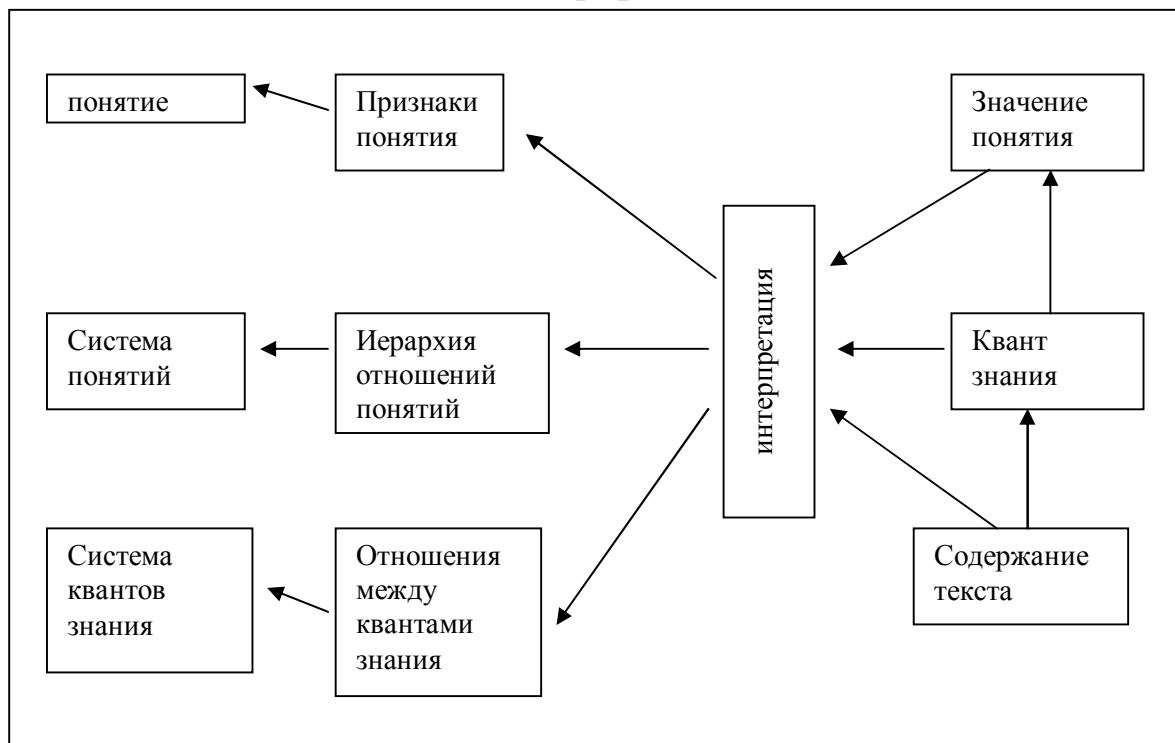 понятие
Признаки
понятия
Значение
понятия
интерпретация
Система
понятий
Иерархия
отношений
понятий
Квант
знания
Система
квантов
знания
Отношения
между
квантами
знания
Содержание
текста